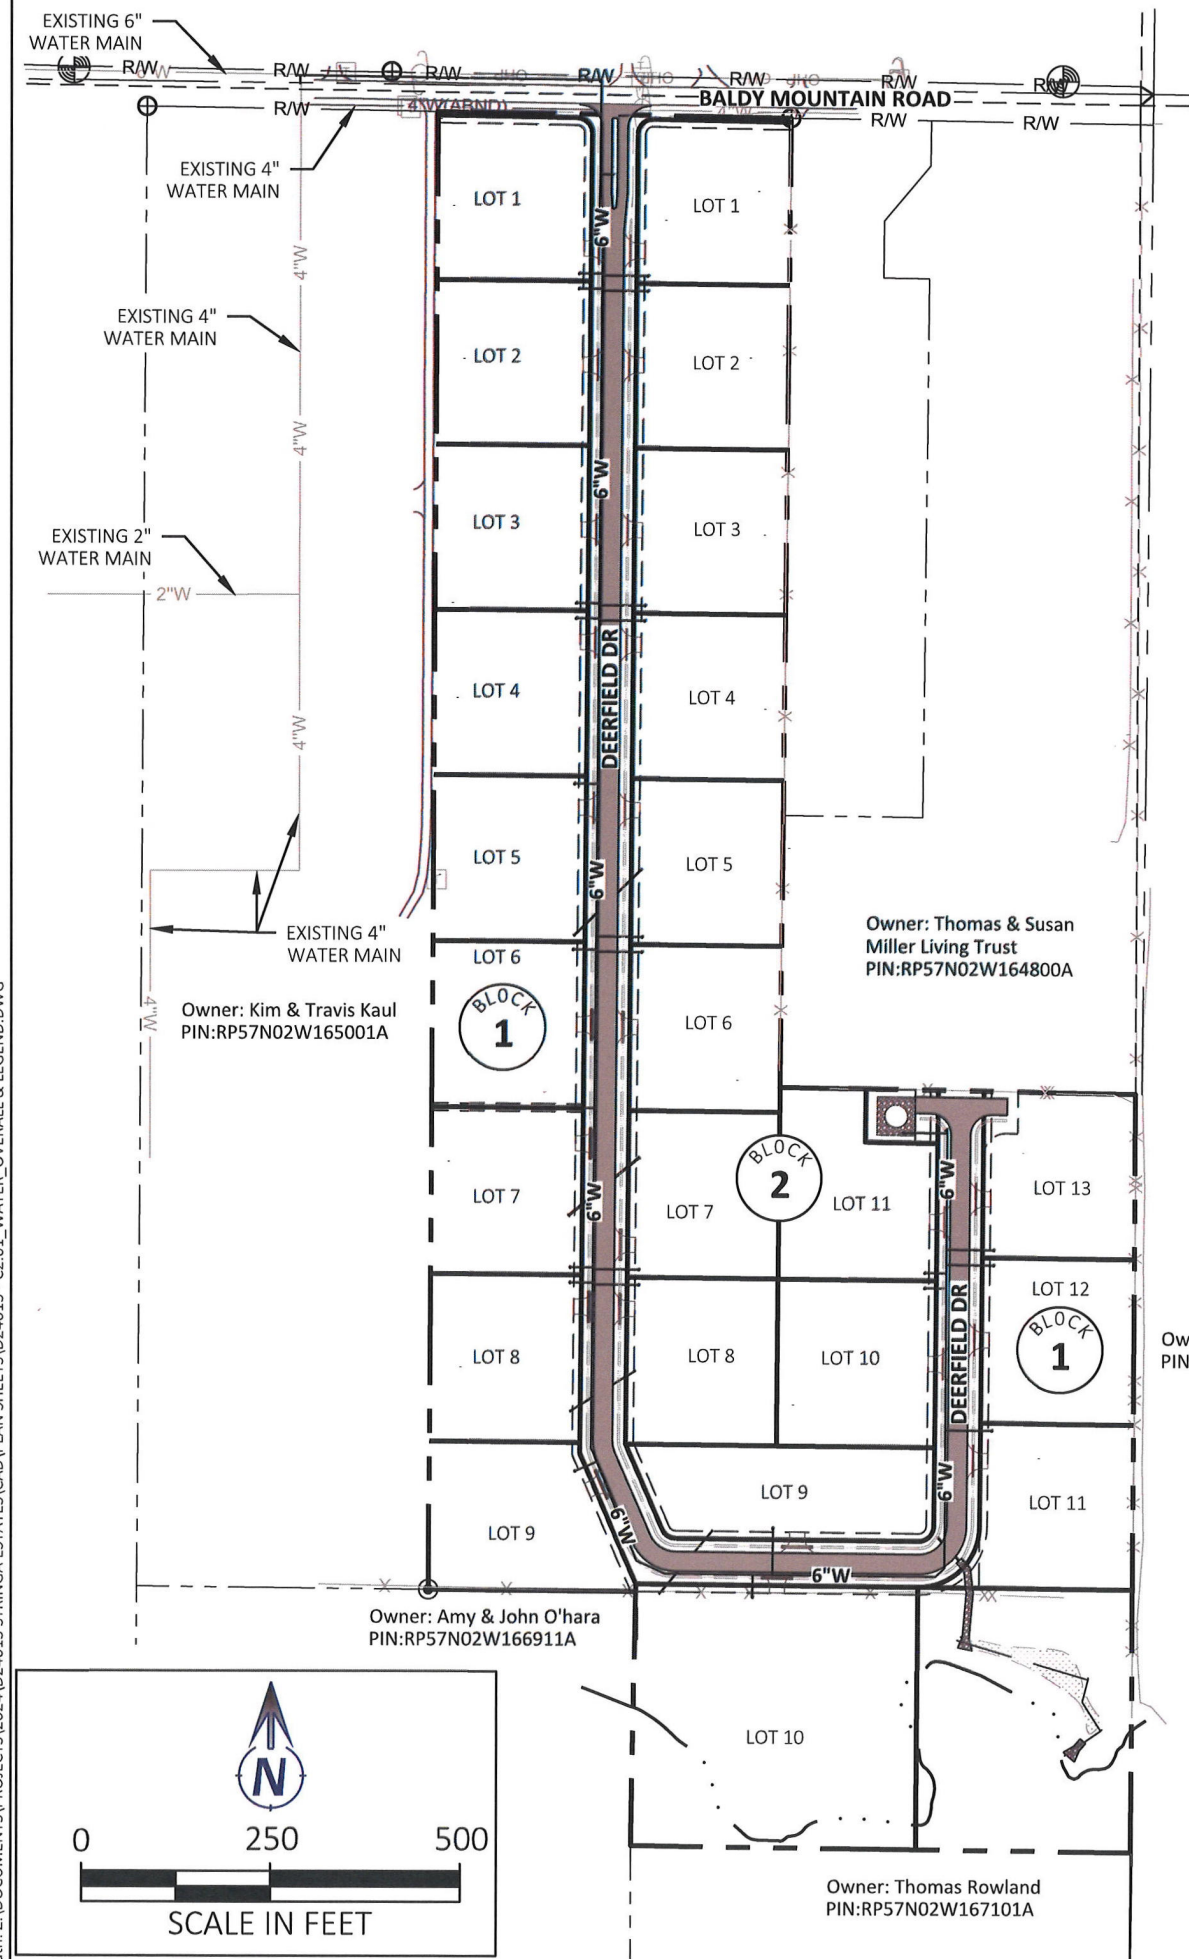 EXISTING 6"
WATER MAIN
R/W
R/W
R/W
R/W
R/W
R/W
R/W
R/W
4"W(ABND)
BALDY MOUNTAIN ROAD
4"W
R/W
R/W
EXISTING 4"
WATER MAIN
LOT 1
LOT 1
6"W
4"W
EXISTING 4"
WATER MAIN
LOT 2
LOT 2
4"W
6"W
EXISTING 2"
WATER MAIN
LOT 3
LOT 3
2"W
DEERFIELD DR
LOT 4
LOT 4
4"W
LOT 5
LOT 5
6"W
EXISTING 4"
WATER MAIN
LOT 6
Owner: Thomas & Susan
Miller Living Trust
PIN:RP57N02W164800A
4"W
Owner: Kim & Travis Kaul
PIN:RP57N02W165001A
BLOCK
1
LOT 6
LOT 7
6"W
LOT 7
BLOCK
2
LOT 11
6"W
LOT 13
LOT 12
BLOCK
1
LOT 8
LOT 8
LOT 10
DEERFIELD DR
Ow
PIN
LOT 9
6"W
LOT 9
6"W
LOT 11
6"W
Owner: Amy & John O'hara
PIN:RP57N02W166911A
LOT 10
N
0 250 500
SCALE IN FEET
Owner: Thomas Rowland
PIN:RP57N02W167101A